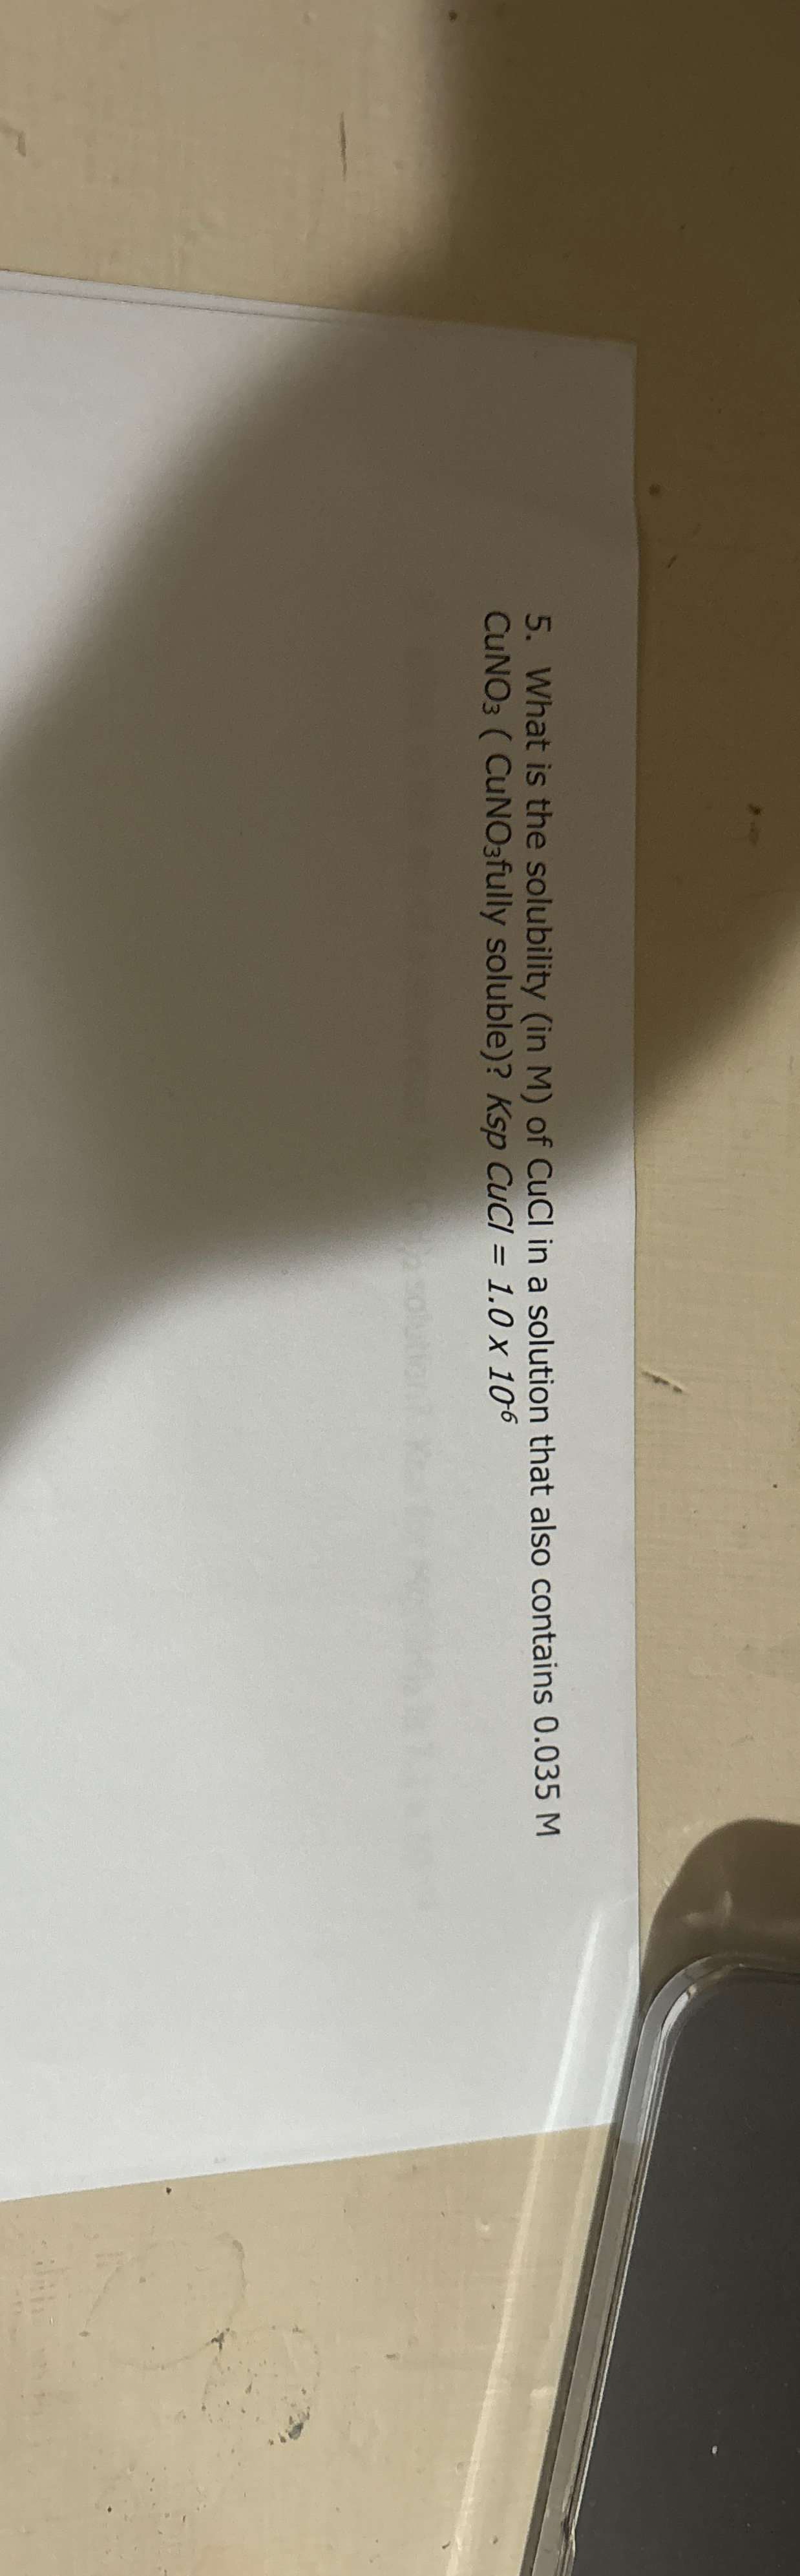 5. What is the solubility (in M) of CuCl in a solution that also contains 0.035 M
CuNO₃ ( CuNO₃fully soluble)? Ksp CuCl = 1.0 x 10⁻⁶